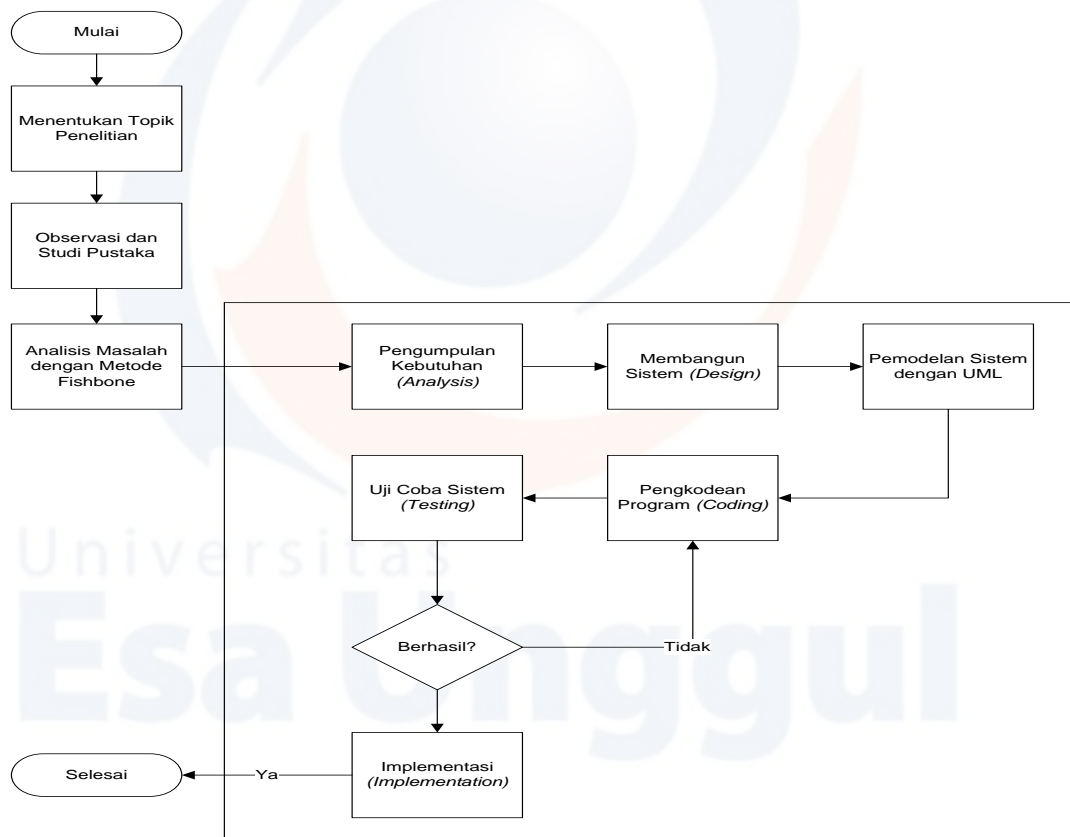 Mulai
Menentukan Topik
Penelitian
Observasi dan
Studi Pustaka
Analisis Masalah
dengan Metode
Fishbone
Pengumpulan
Kebutuhan
(Analysis)
Membangun
Sistem (Design)
Pemodelan Sistem
dengan UML
Pengkodean
Program (Coding)
Uji Coba Sistem
(Testing)
Berhasil?
Tidak
Implementasi
(Implementation)
Ya
Selesai
Universitas
Esa Unggul